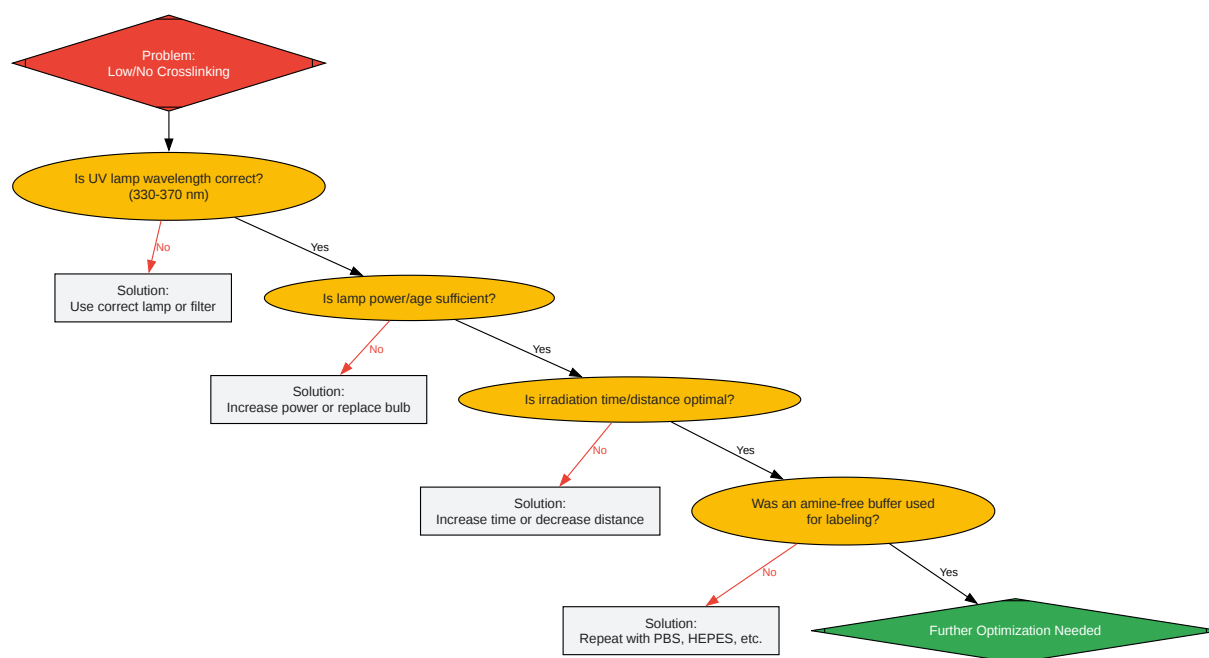 Problem:
Low/No Crosslinking
Is UV lamp wavelength correct?
(330-370 nm)
No
Yes
Solution:
Use correct lamp or filter
Is lamp power/age sufficient?
No
Yes
Solution:
Increase power or replace bulb
Is irradiation time/distance optimal?
No
Yes
Solution:
Increase time or decrease distance
Was an amine-free buffer used
for labeling?
No
Yes
Solution:
Repeat with PBS, HEPES, etc.
Further Optimization Needed